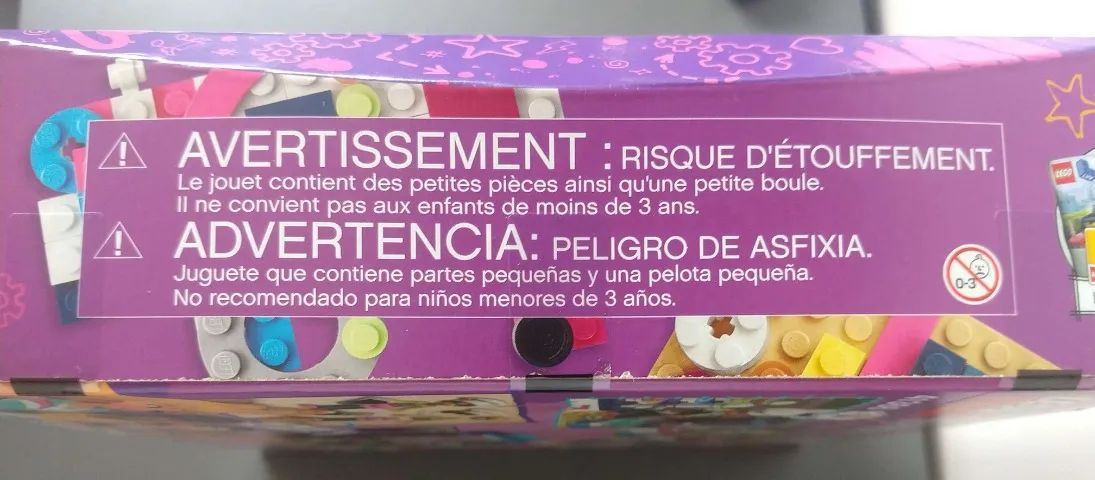 AVERTISSEMENT : RISQUE D'ÉTOUFFEMENT.
Le jouet contient des petites pièces ainsi qu'une petite boule.
Il ne convient pas aux enfants de moins de 3 ans.
ADVERTENCIA: PELIGRO DE ASFIXIA.
Juguete que contiene partes pequeñas y una pelota pequeña.
No recomendado para niños menores de 3 años.
0-3
LEGO